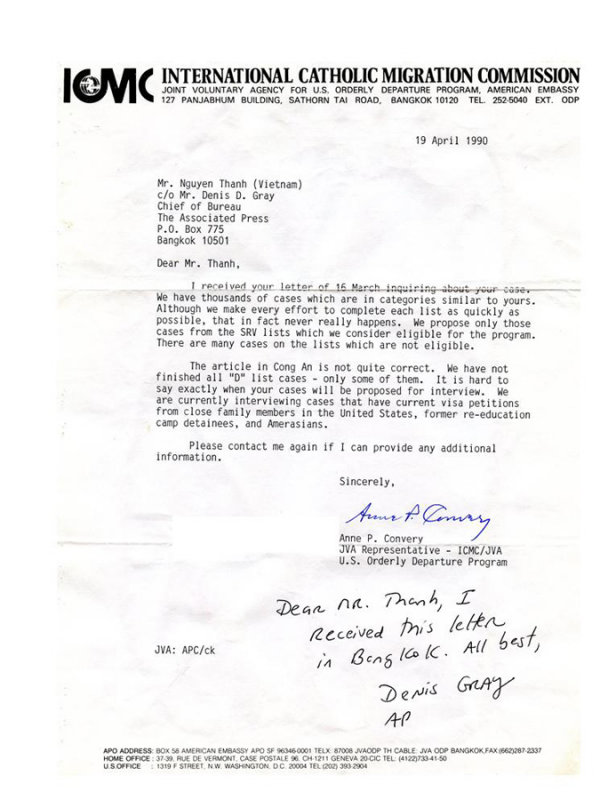 ICMC INTERNATIONAL CATHOLIC MIGRATION COMMISSION
JOINT VOLUNTARY AGENCY FOR U.S. ORDERLY DEPARTURE PROGRAM, AMERICAN EMBASSY
127 PANJABHUM BUILDING, SATHORN TAI ROAD, BANGKOK 10120 TEL. 252-5040 EXT. ODP
19 April 1990
Mr. Nguyen Thanh (Vietnam)
c/o Mr. Denis D. Gray
Chief of Bureau
The Associated Press
P.O. Box 775
Bangkok 10501
Dear Mr. Thanh,
I received your letter of 16 March inquiring about your case.
We have thousands of cases which are in categories similar to yours.
Although we make every effort to complete each list as quickly as
possible, that in fact never really happens. We propose only those
cases from the SRV lists which we consider eligible for the program.
There are many cases on the lists which are not eligible.
The article in Cong An is not quite correct. We have not
finished all "D" list cases - only some of them. It is hard to
say exactly when your cases will be proposed for interview. We
are currently interviewing cases that have current visa petitions
from close family members in the United States, former re-education
camp detainees, and Amerasians.
Please contact me again if I can provide any additional
information.
Sincerely,
Anne P. Convery
Anne P. Convery
JVA Representative - ICMC/JVA
U.S. Orderly Departure Program
Dear Mr. Thanh, I
received this letter
in Bangkok. All best,
Denis Gray
AP
JVA: APC/ck
APO ADDRESS: BOX 58 AMERICAN EMBASSY APO SF 96346-0001 TELX: 87008 JVAODP TH CABLE: JVA ODP BANGKOK,FAX:(662)287-2337
HOME OFFICE : 37-39, RUE DE VERMONT, CASE POSTALE 96, CH-1211 GENEVA 20-CIC TEL: (4122)733-41-50
U.S.OFFICE : 1319 F STREET, N.W. WASHINGTON, D.C. 20004 TEL:(202) 393-2904